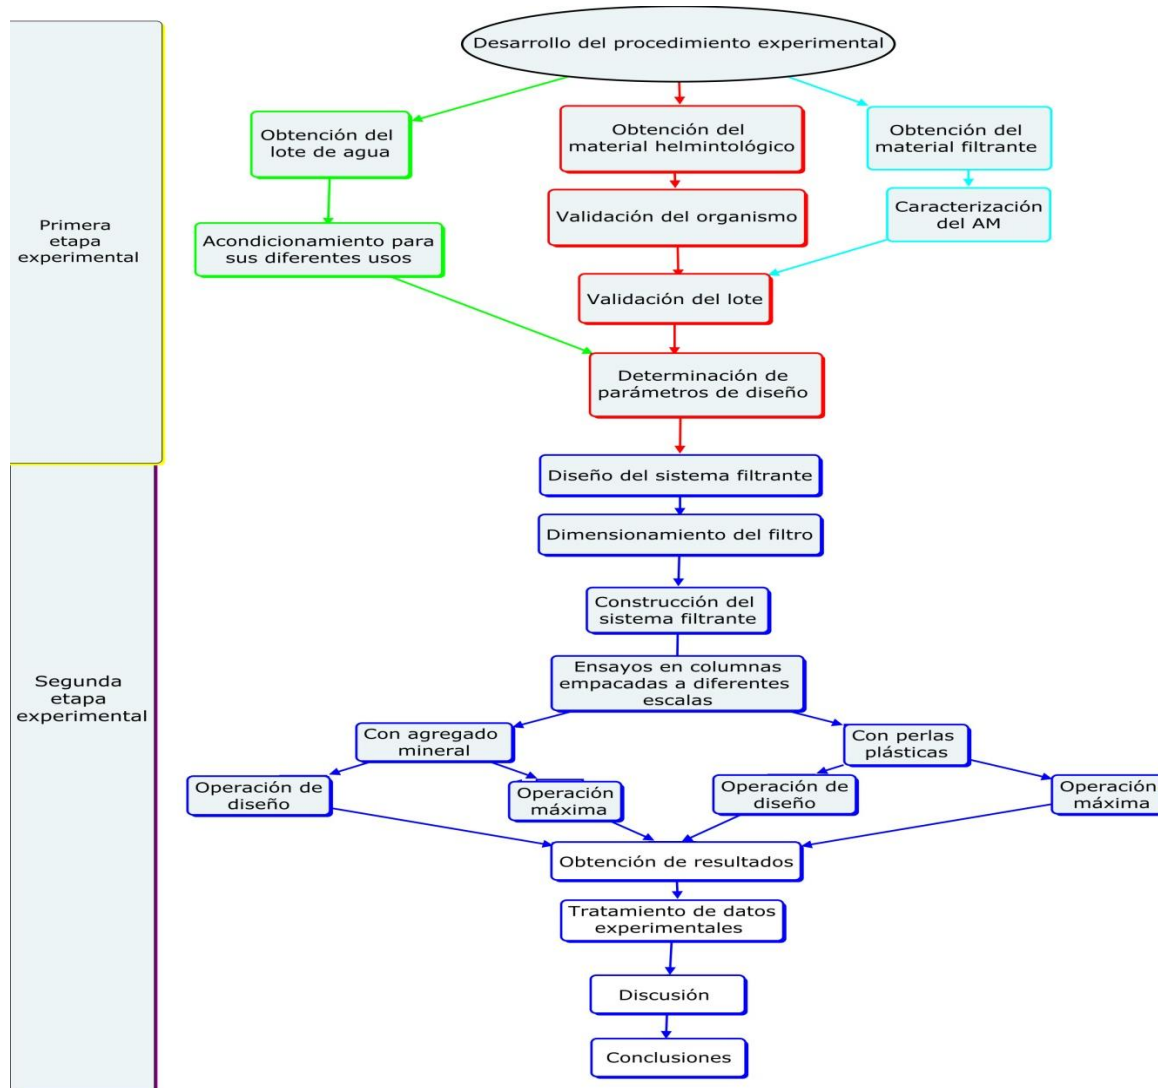 Desarrollo del procedimiento experimental
Obtención del
lote de agua
Obtención del
material helmintológico
Obtención del
material filtrante
Primera
etapa
experimental
Acondicionamiento para
sus diferentes usos
Validación del organismo
Caracterización
del AM
Validación del lote
Determinación de
parámetros de diseño
Diseño del sistema filtrante
Dimensionamiento del filtro
Construcción del
sistema filtrante
Segunda
etapa
experimental
Ensayos en columnas
empacadas a diferentes
escalas
Con agregado
mineral
Con perlas
plásticas
Operación de
diseño
Operación
máxima
Operación de
diseño
Operación
máxima
Obtención de resultados
Tratamiento de datos
experimentales
Discusión
Conclusiones